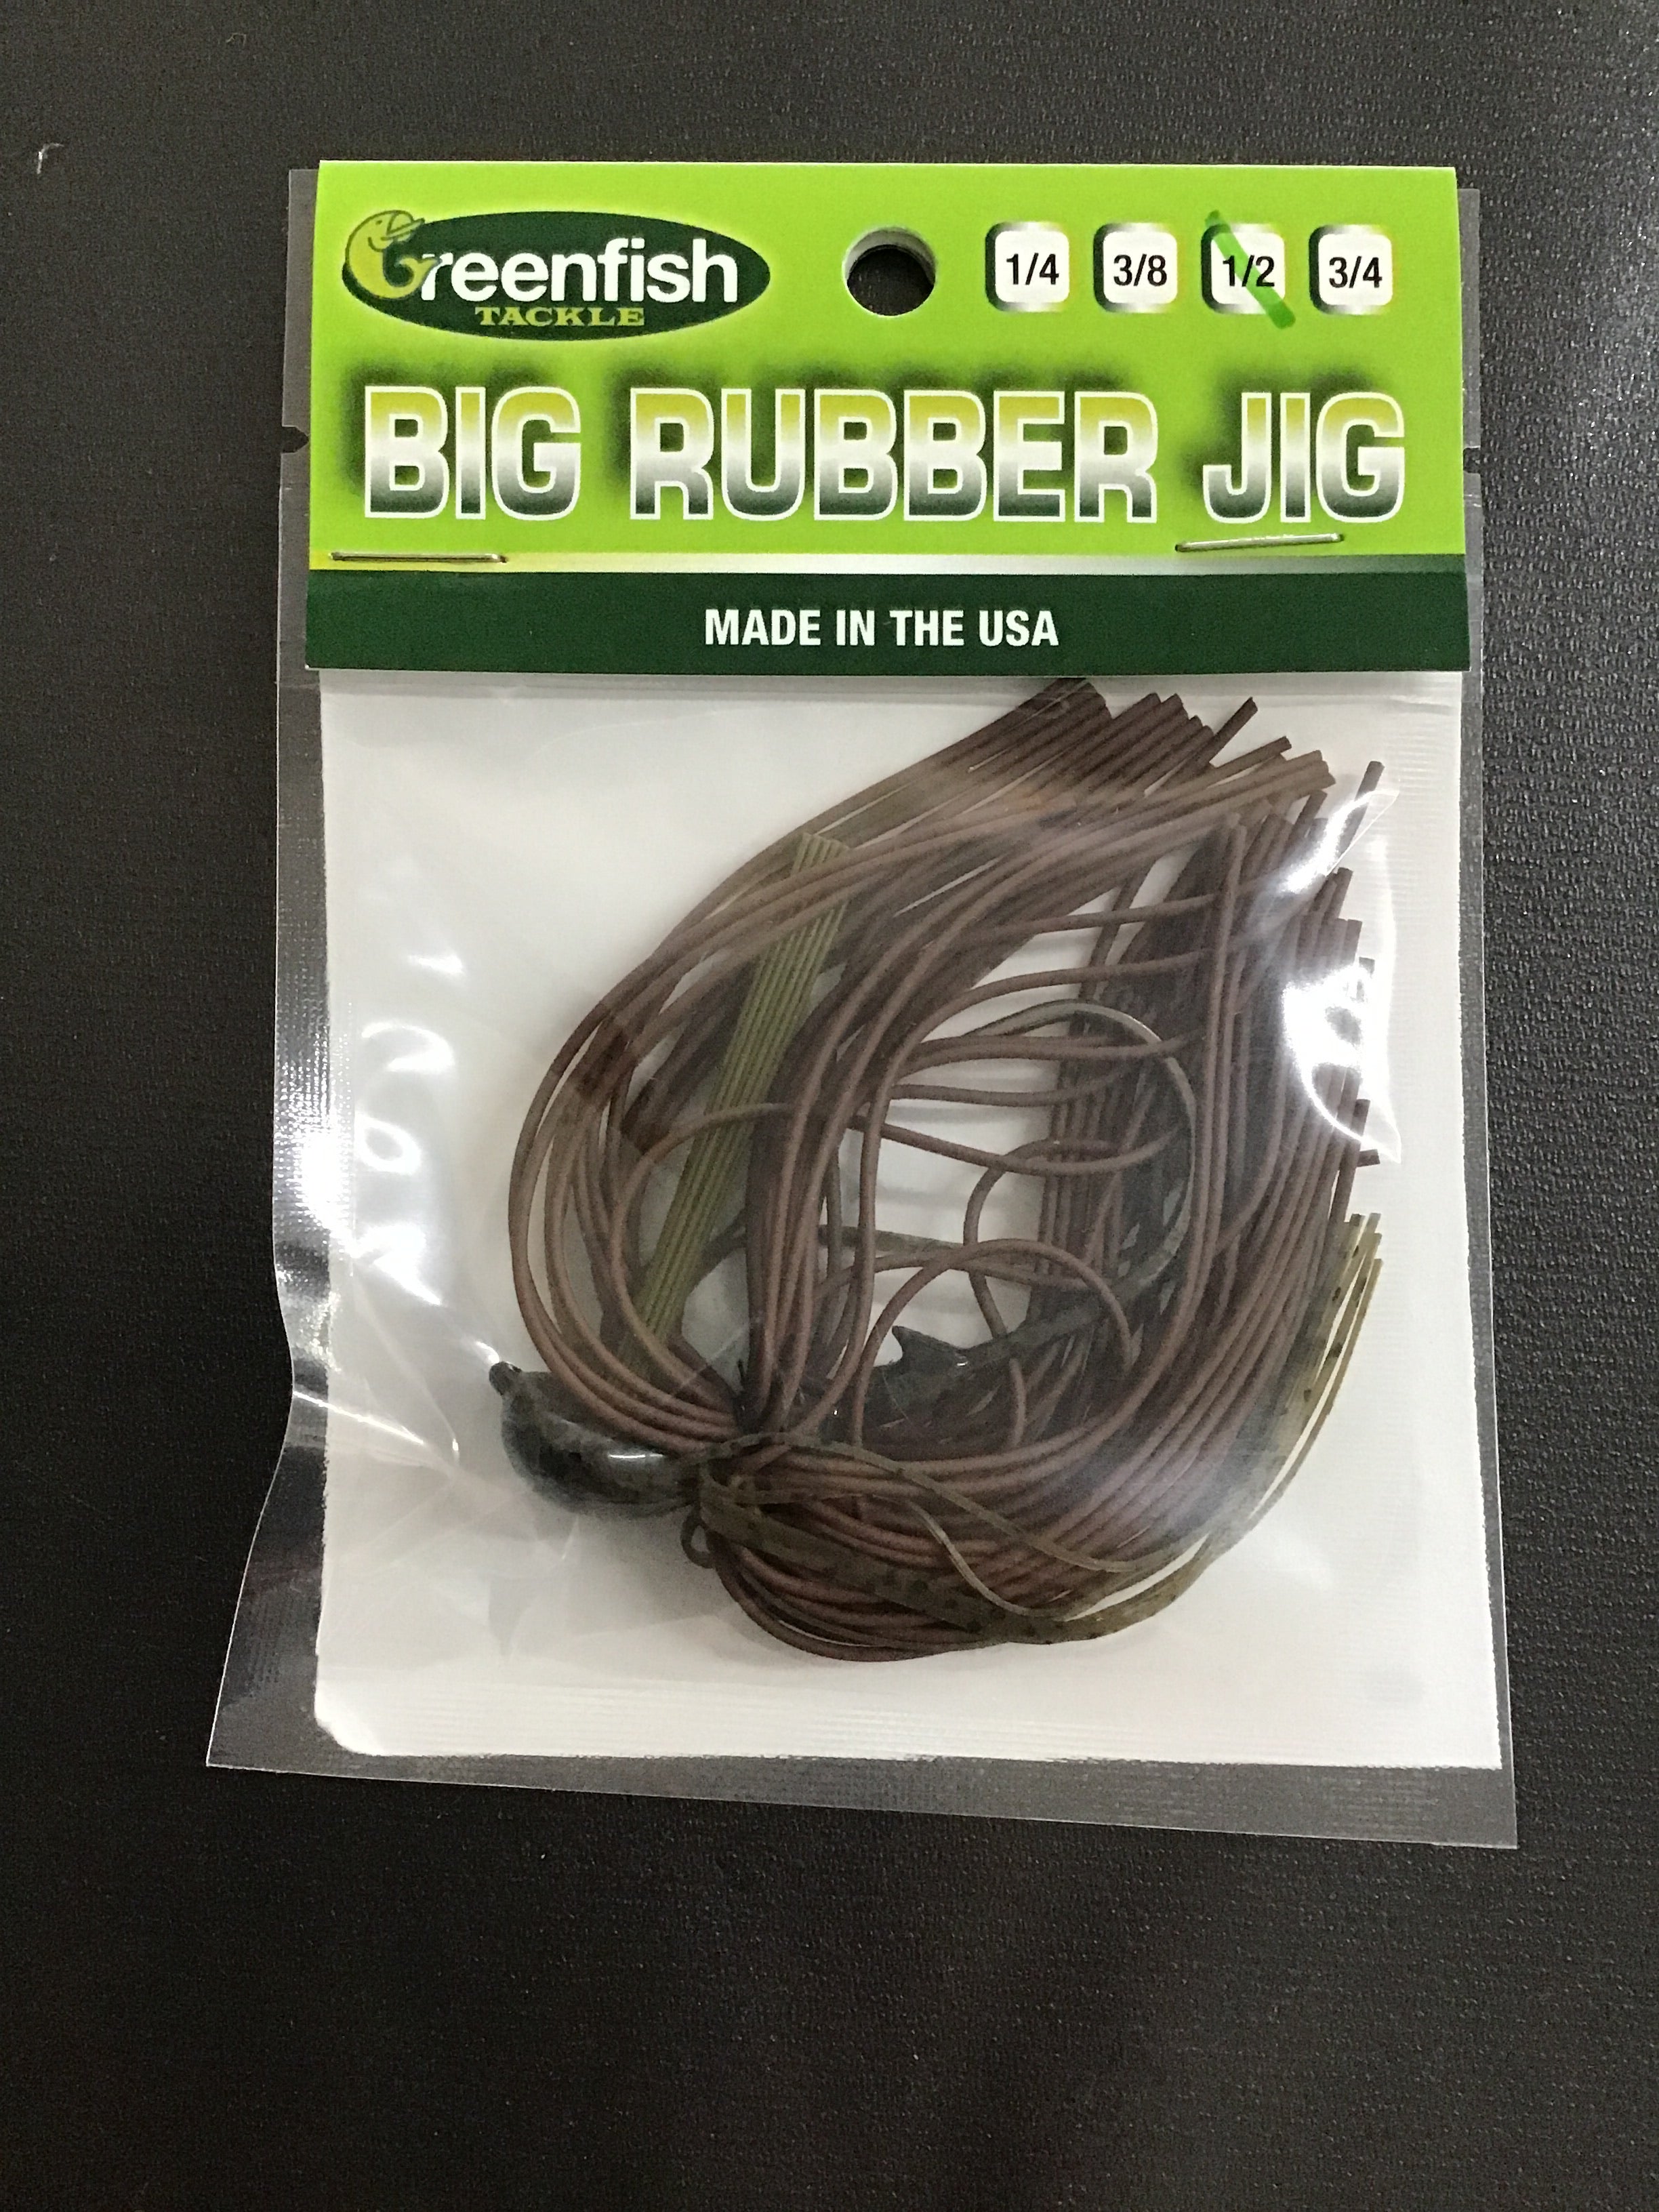 Greenfish
TACKLE
1/4 3/8 1/2 3/4
BIG RUBBER JIG
MADE IN THE USA